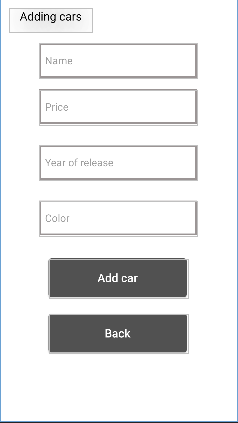 Adding cars
Name
Price
Year of release
Color
Add car
Back